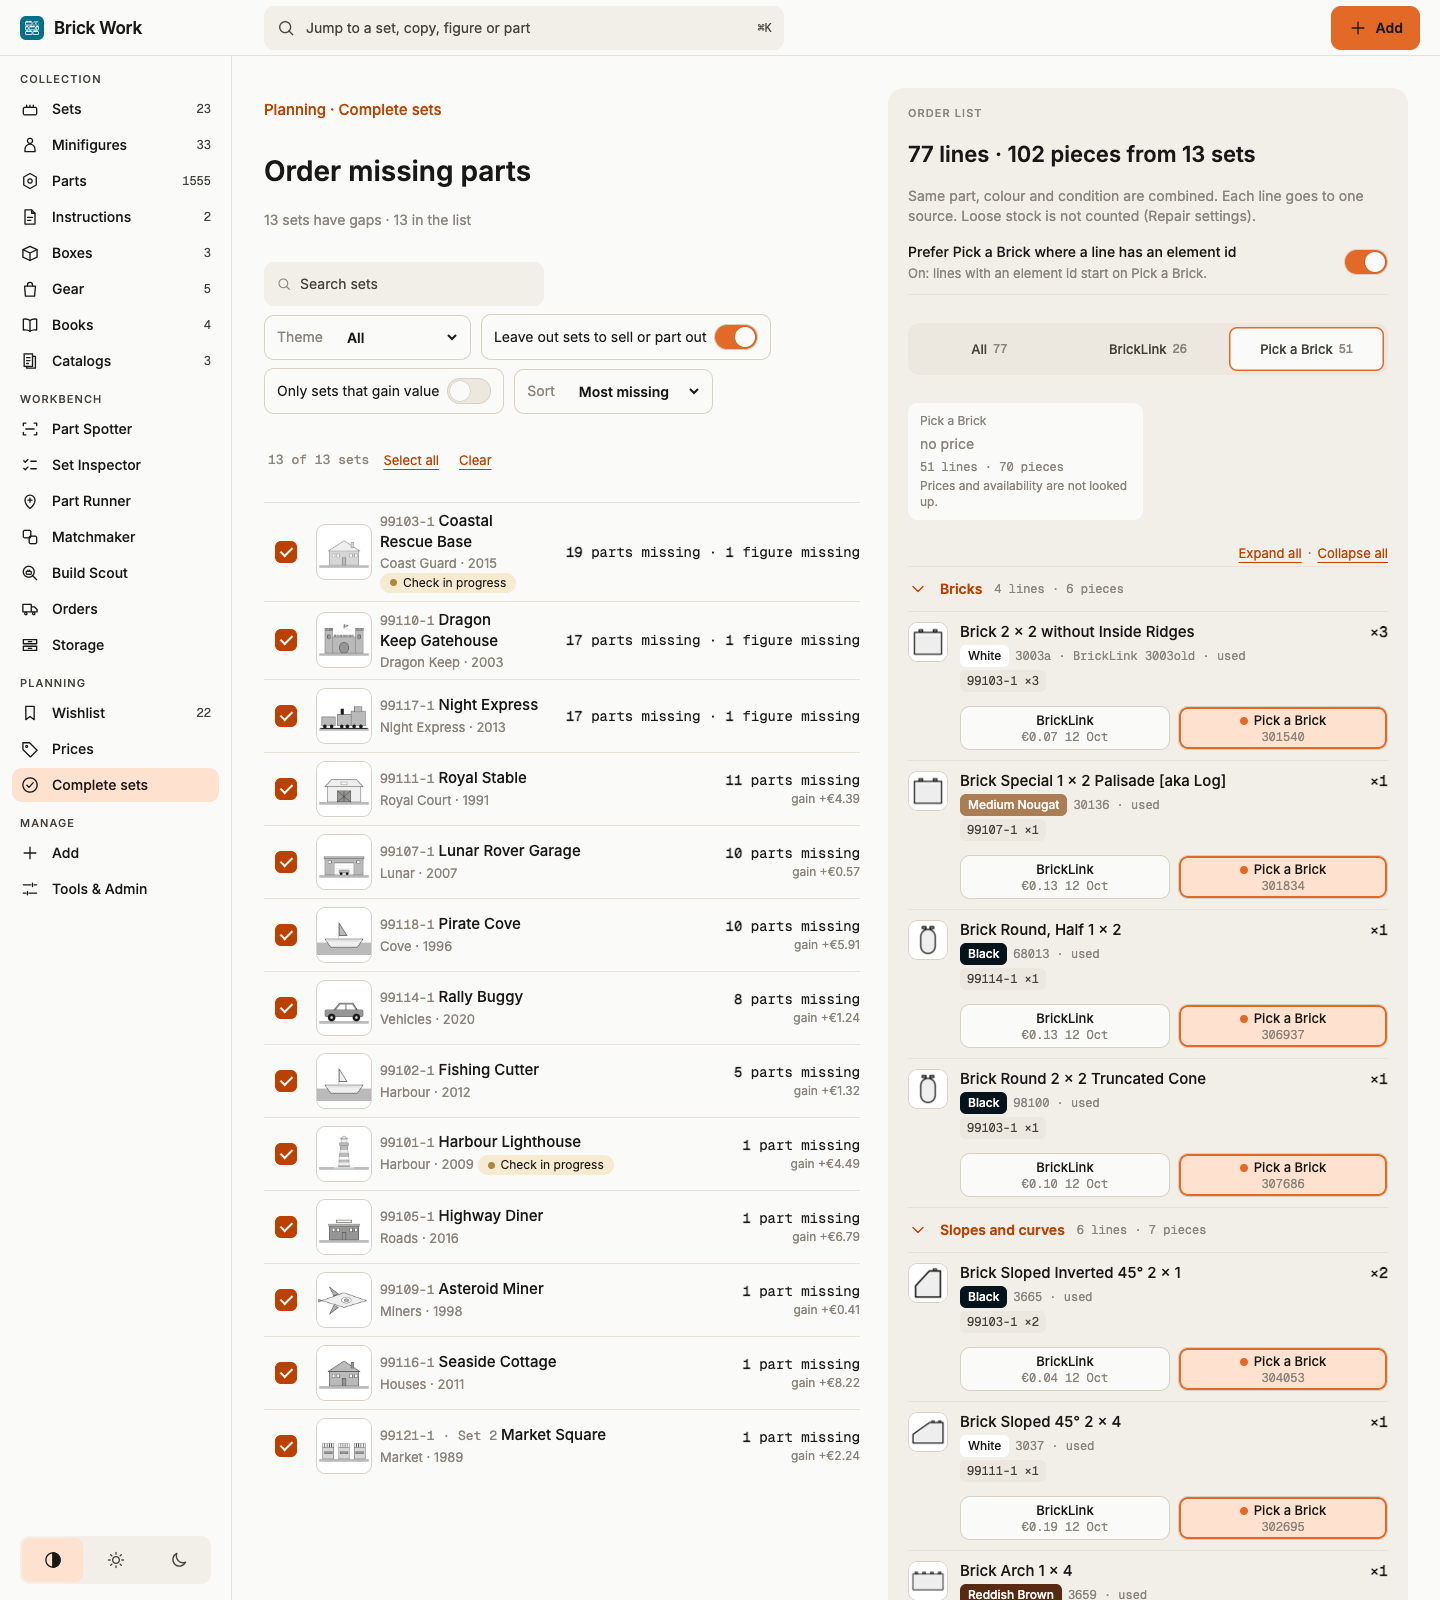 Brick Work
Jump to a set, copy, figure or part
⌘K
Add
COLLECTION
Sets 23
Minifigures 33
Parts 1555
Instructions 2
Boxes 3
Gear 5
Books 4
Catalogs 3
WORKBENCH
Part Spotter
Set Inspector
Part Runner
Matchmaker
Build Scout
Orders
Storage
PLANNING
Wishlist 22
Prices
Complete sets
MANAGE
Add
Tools & Admin
Planning · Complete sets
Order missing parts
13 sets have gaps · 13 in the list
Search sets
Theme All
Leave out sets to sell or part out
Only sets that gain value
Sort Most missing
13 of 13 sets Select all Clear
99103-1 Coastal
Rescue Base
Coast Guard · 2015
Check in progress
19 parts missing · 1 figure missing
99110-1 Dragon
Keep Gatehouse
Dragon Keep · 2003
17 parts missing · 1 figure missing
99117-1 Night Express
Night Express · 2013
17 parts missing · 1 figure missing
99111-1 Royal Stable
Royal Court · 1991
11 parts missing
gain +€4.39
99107-1 Lunar Rover Garage
Lunar · 2007
10 parts missing
gain +€0.57
99118-1 Pirate Cove
Cove · 1996
10 parts missing
gain +€5.91
99114-1 Rally Buggy
Vehicles · 2020
8 parts missing
gain +€1.24
99102-1 Fishing Cutter
Harbour · 2012
5 parts missing
gain +€1.32
99101-1 Harbour Lighthouse
Harbour · 2009 Check in progress
1 part missing
gain +€4.49
99105-1 Highway Diner
Roads · 2016
1 part missing
gain +€6.79
99109-1 Asteroid Miner
Miners · 1998
1 part missing
gain +€0.41
99116-1 Seaside Cottage
Houses · 2011
1 part missing
gain +€8.22
99121-1 · Set 2 Market Square
Market · 1989
1 part missing
gain +€2.24
ORDER LIST
77 lines · 102 pieces from 13 sets
Same part, colour and condition are combined. Each line goes to one
source. Loose stock is not counted (Repair settings).
Prefer Pick a Brick where a line has an element id
On: lines with an element id start on Pick a Brick.
All 77
BrickLink 26
Pick a Brick 51
Pick a Brick
no price
51 lines · 70 pieces
Prices and availability are not looked
up.
Expand all · Collapse all
Bricks 4 lines · 6 pieces
Brick 2 × 2 without Inside Ridges ×3
White 3003a · BrickLink 3003old · used
99103-1 ×3
BrickLink
€0.07 12 Oct
Pick a Brick
301540
Brick Special 1 × 2 Palisade [aka Log] ×1
Medium Nougat 30136 · used
99107-1 ×1
BrickLink
€0.13 12 Oct
Pick a Brick
301834
Brick Round, Half 1 × 2 ×1
Black 68013 · used
99114-1 ×1
BrickLink
€0.13 12 Oct
Pick a Brick
306937
Brick Round 2 × 2 Truncated Cone ×1
Black 98100 · used
99103-1 ×1
BrickLink
€0.10 12 Oct
Pick a Brick
307686
Slopes and curves 6 lines · 7 pieces
Brick Sloped Inverted 45° 2 × 1 ×2
Black 3665 · used
99103-1 ×2
BrickLink
€0.04 12 Oct
Pick a Brick
304053
Brick Sloped 45° 2 × 4 ×1
White 3037 · used
99111-1 ×1
BrickLink
€0.19 12 Oct
Pick a Brick
302695
Brick Arch 1 × 4 ×1
Reddish Brown 3659 · used